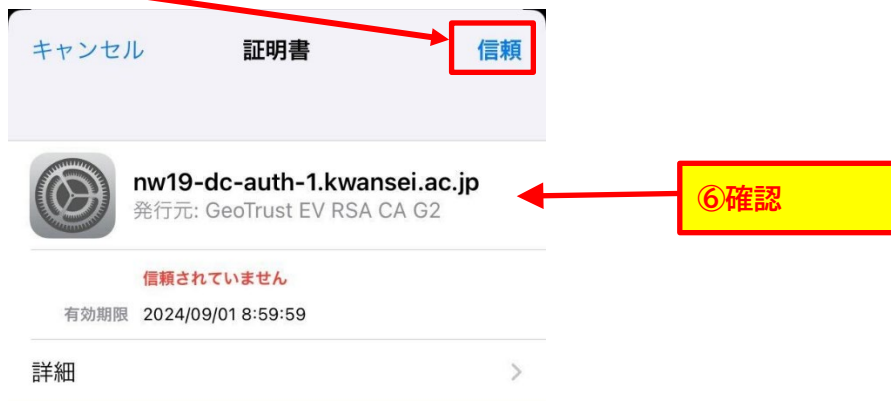 キャンセル 証明書 信頼
nw19-dc-auth-1.kwansei.ac.jp
発行元: GeoTrust EV RSA CA G2
⑥確認
信頼されていません
有効期限 2024/09/01 8:59:59
詳細